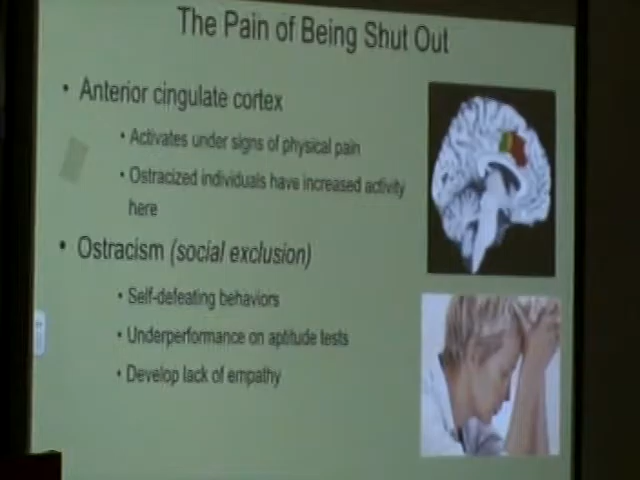 The Pain of Being Shut Out
• Anterior cingulate cortex
• Activates under signs of physical pain
• Ostracized individuals have increased activity
here
• Ostracism (social exclusion)
• Self-defeating behaviors
• Underperformance on aptitude tests
• Develop lack of empathy